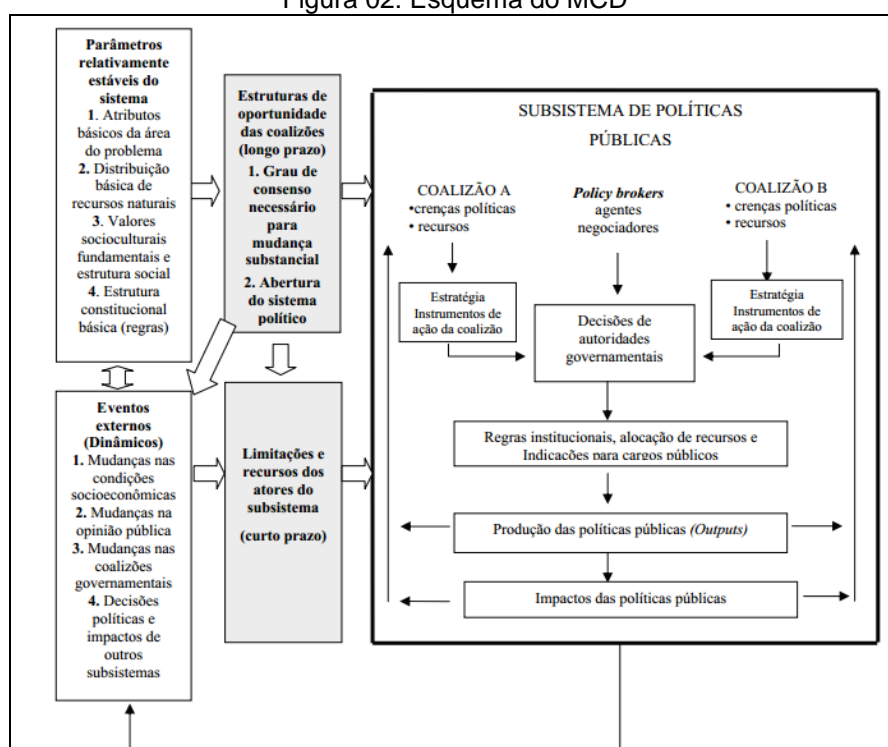 Figura 02: Esquema do MCD
Parâmetros
relativamente
estáveis do
sistema
1. Atributos
básicos da área
do problema
2. Distribuição
básica de
recursos naturais
3. Valores
socioculturais
fundamentais e
estrutura social
4. Estrutura
constitucional
básica (regras)
Estruturas de
oportunidade
das coalizões
(longo prazo)
1. Grau de
consenso
necessário
para
mudança
substancial
2. Abertura
do sistema
político
Eventos
externos
(Dinâmicos)
1. Mudanças nas
condições
socioeconômicas
2. Mudanças na
opinião pública
3. Mudanças nas
coalizões
governamentais
4. Decisões
políticas e
impactos de
outros
subsistemas
Limitações e
recursos dos
atores do
subsistema
(curto prazo)
SUBSISTEMA DE POLÍTICAS
PÚBLICAS
COALIZÃO A
•crenças políticas
• recursos
Policy brokers
agentes
negociadores
COALIZÃO B
• crenças políticas
• recursos
Estratégia
Instrumentos de
ação da coalizão
Decisões de
autoridades
governamentais
Estratégia
Instrumentos de
ação da coalizão
Regras institucionais, alocação de recursos e
Indicações para cargos públicos
Produção das políticas públicas (Outputs)
Impactos das políticas públicas